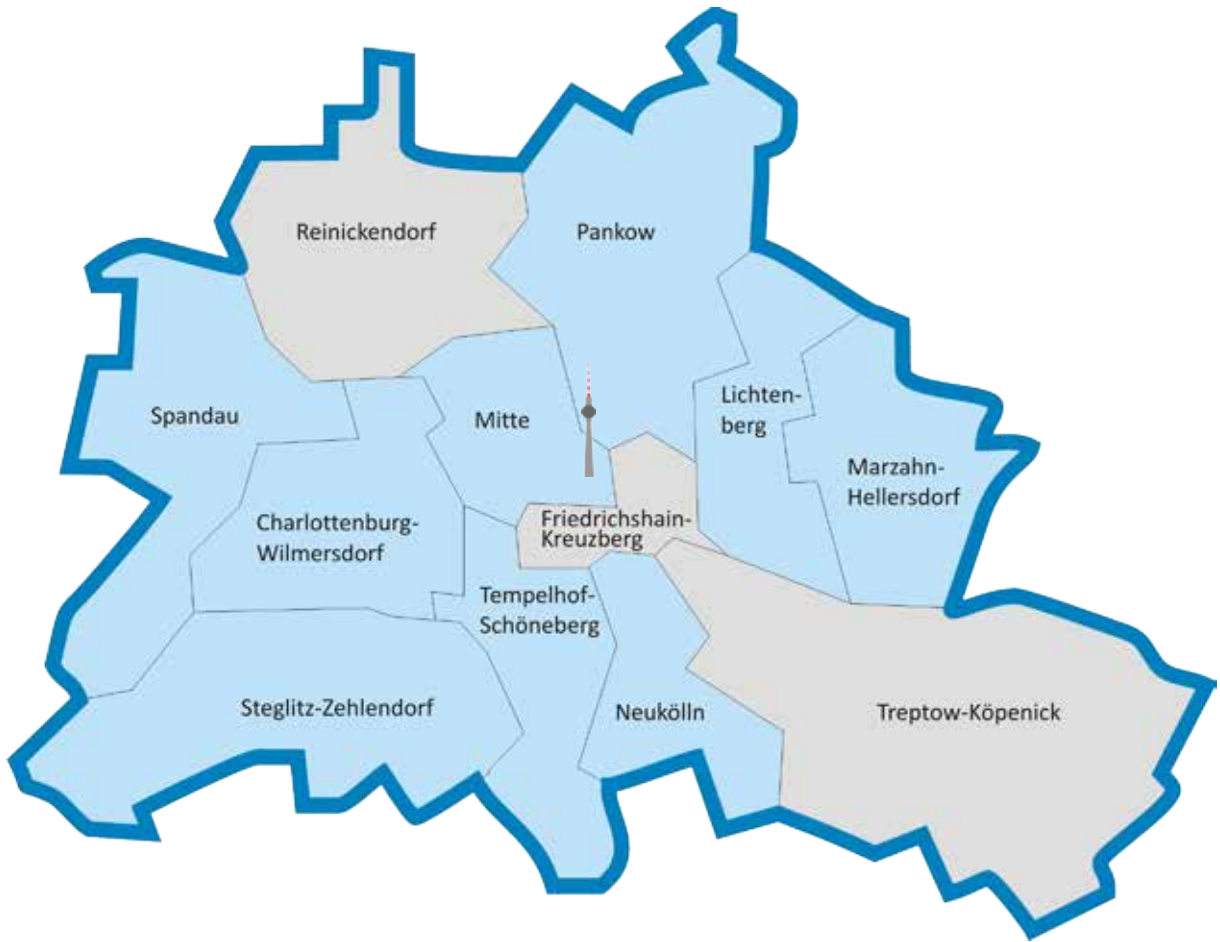 Reinickendorf
Pankow
Spandau
Mitte
Lichten-
berg
Marzahn-
Hellersdorf
Charlottenburg-
Wilmersdorf
Friedrichshain-
Kreuzberg
Tempelhof-
Schöneberg
Steglitz-Zehlendorf
Neukölln
Treptow-Köpenick